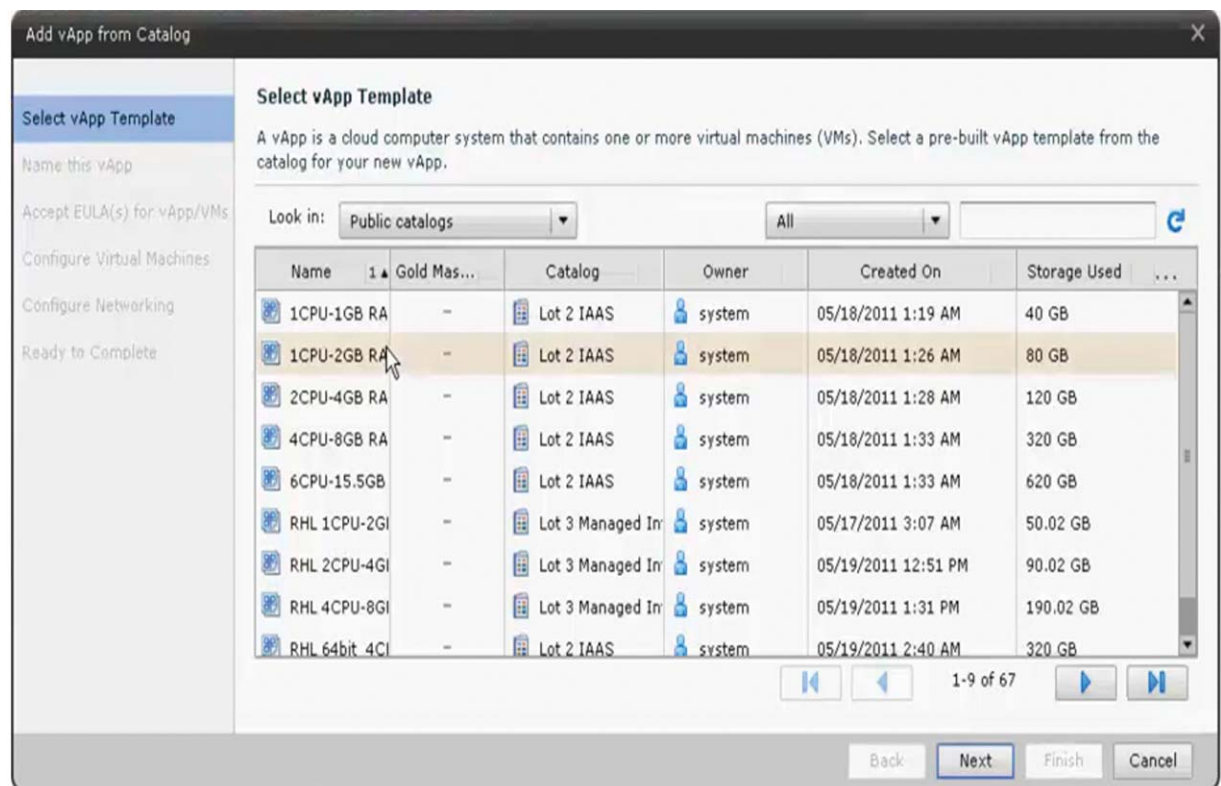 Add vApp from Catalog
Select vApp Template
Name this vApp
Accept EULA(s) for vApp/VMs
Configure Virtual Machines
Configure Networking
Ready to Complete
Select vApp Template
A vApp is a cloud computer system that contains one or more virtual machines (VMs). Select a pre-built vApp template from the
catalog for your new vApp.
Look in: Public catalogs All
Name 1 Gold Mas... Catalog Owner Created On Storage Used ...
1CPU-1GB RA - Lot 2 IAAS system 05/18/2011 1:19 AM 40 GB
1CPU-2GB RA - Lot 2 IAAS system 05/18/2011 1:26 AM 80 GB
2CPU-4GB RA - Lot 2 IAAS system 05/18/2011 1:28 AM 120 GB
4CPU-8GB RA - Lot 2 IAAS system 05/18/2011 1:33 AM 320 GB
6CPU-15.5GB - Lot 2 IAAS system 05/18/2011 1:33 AM 620 GB
RHL 1CPU-2G - Lot 3 Managed In system 05/17/2011 3:07 AM 50.02 GB
RHL 2CPU-4G - Lot 3 Managed In system 05/19/2011 12:51 PM 90.02 GB
RHL 4CPU-8G - Lot 3 Managed In system 05/19/2011 1:31 PM 190.02 GB
RHL 64bit 4C - Lot 2 IAAS system 05/19/2011 2:40 AM 320 GB
1-9 of 67
Back Next Finish Cancel